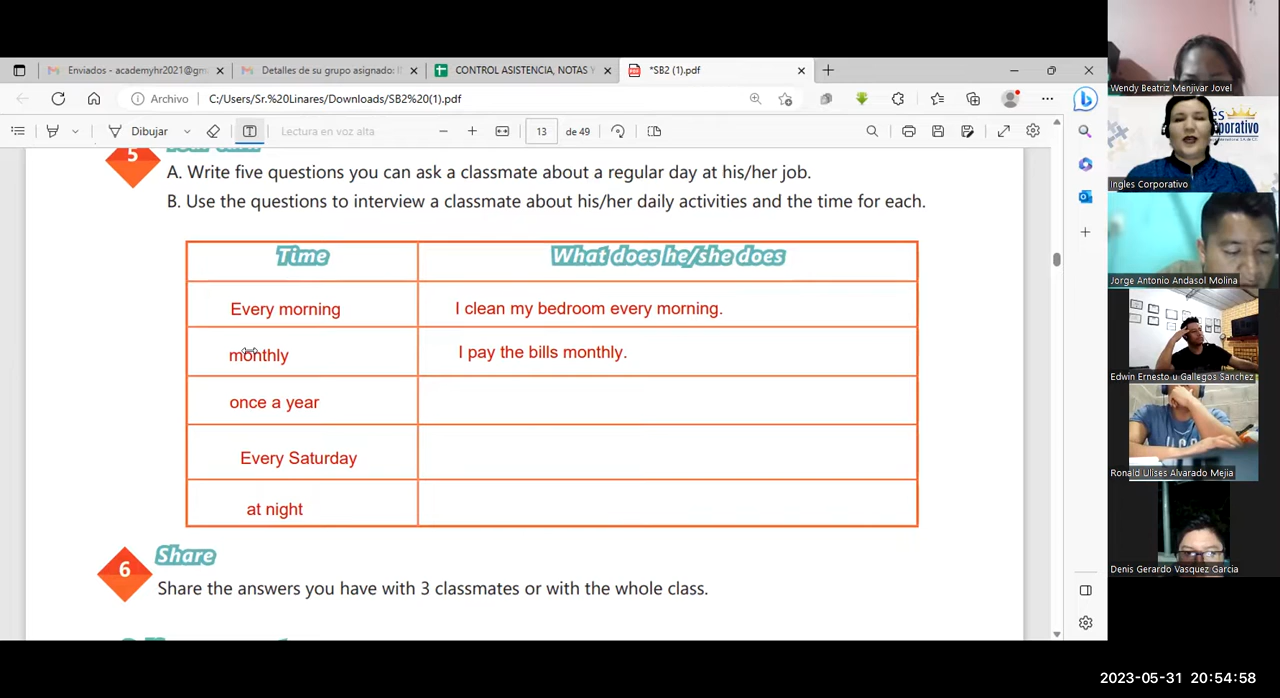 Enviados - academyhr2021@gm
Detalles de su grupo asignado: I
CONTROL ASISTENCIA, NOTAS Y
*SB2 (1).pdf
Archivo
C:/Users/Sr.%20Linares/Downloads/SB2%20(1).pdf
Dibujar
Lectura en voz alta
13
de 49
5
A. Write five questions you can ask a classmate about a regular day at his/her job.
B. Use the questions to interview a classmate about his/her daily activities and the time for each.
Time
What does he/she does
Every morning
I clean my bedroom every morning.
monthly
I pay the bills monthly.
once a year
Every Saturday
at night
6
Share
Share the answers you have with 3 classmates or with the whole class.
Wendy Beatriz Menjivar Jovel
Ingles Corporativo
Jorge Antonio Andasol Molina
Edwin Ernesto u Gallegos Sanchez
Ronald Ulises Alvarado Mejia
Denis Gerardo Vasquez Garcia
2023-05-31 20:54:58